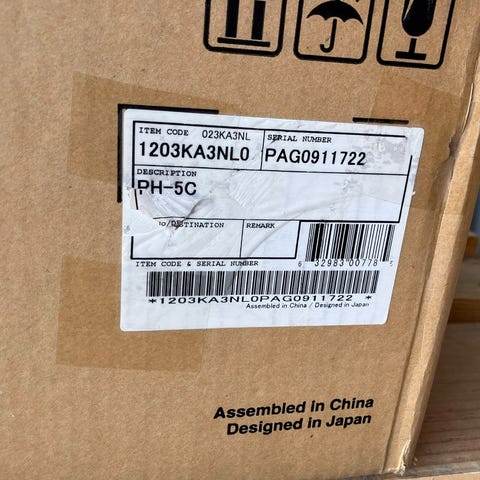 ITEM CODE 023KA3NL
1203KA3NL0
SERIAL NUMBER
PAG0911722
DESCRIPTION
PH-5C
NO/DESTINATION
REMARK
6 32983 00778 5
ITEM CODE & SERIAL NUMBER
*1203KA3NL0PAG0911722 *
Assembled in China / Designed in Japan
Assembled in China
Designed in Japan